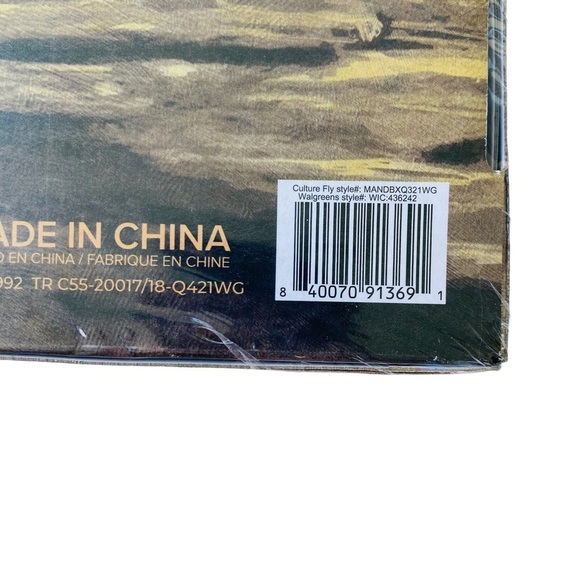 Culture Fly style#: MANDBXQ321WG
Walgreens style#: WIC:436242
8 40070 91369 1
ADE IN CHINA
EN CHINA / FABRIQUE EN CHINE
992 TR C55-20017/18-Q421WG